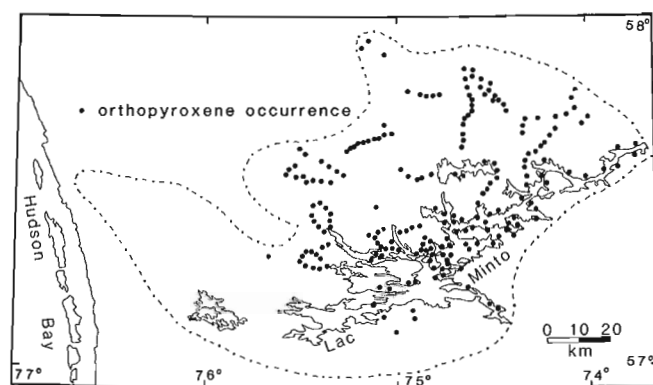 58°
• orthopyroxene occurrence
Hudson
Bay
Lac
Minto
0 10 20
km
77°
76°
75°
74°
57°